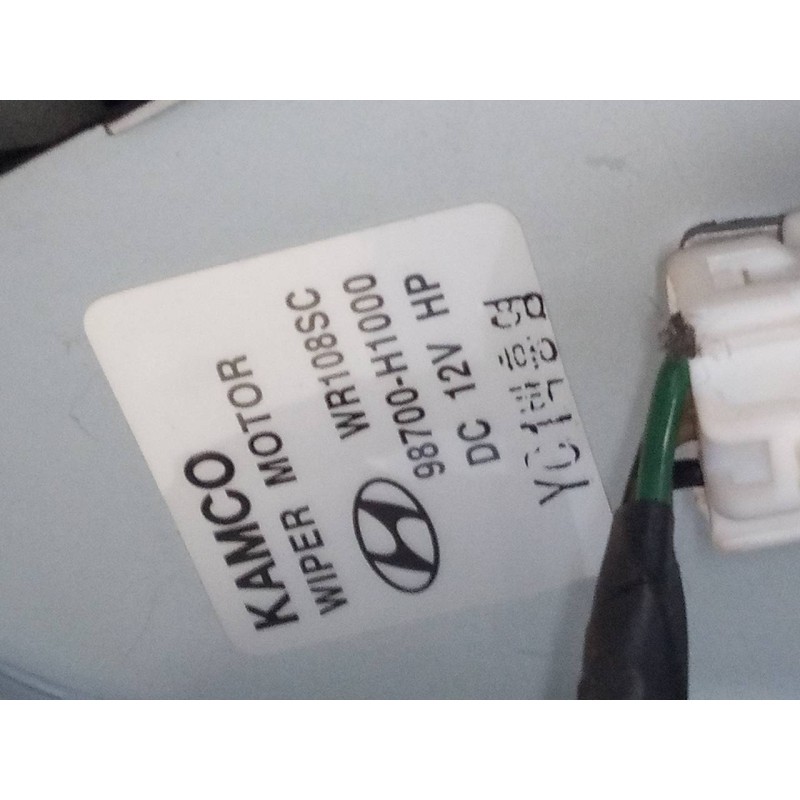 KAMCO
WIPER MOTOR
WR108SC
98700-H1000
DC 12V HP